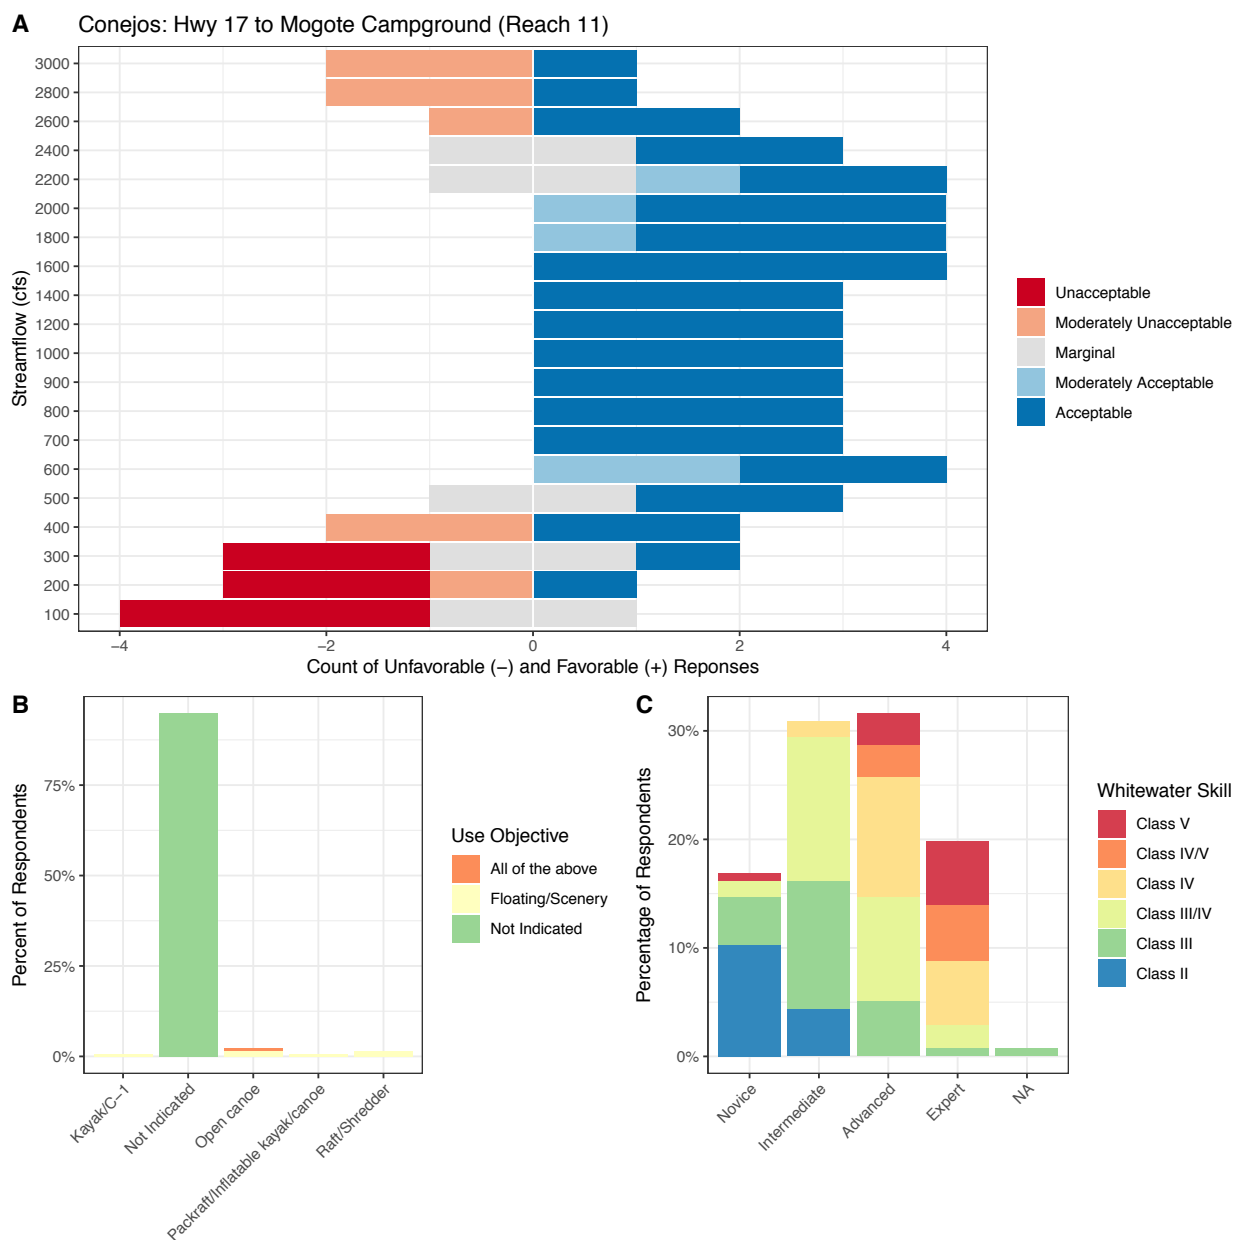 A Conejos: Hwy 17 to Mogote Campground (Reach 11)
Streamflow (cfs)
3000
2800
2600
2400
2200
2000
1800
1600
1400
1200
1000
900
800
700
600
500
400
300
200
100
−4 −2 0 2 4
Count of Unfavorable (−) and Favorable (+) Reponses
Unacceptable
Moderately Unacceptable
Marginal
Moderately Acceptable
Acceptable
B
Percent of Respondents
75%
50%
25%
0%
Kayak/C−1
Not Indicated
Open canoe
Packraft/Inflatable kayak/canoe
Raft/Shredder
Use Objective
All of the above
Floating/Scenery
Not Indicated
C
Percentage of Respondents
30%
20%
10%
0%
Novice
Intermediate
Advanced
Expert
NA
Whitewater Skill
Class V
Class IV/V
Class IV
Class III/IV
Class III
Class II